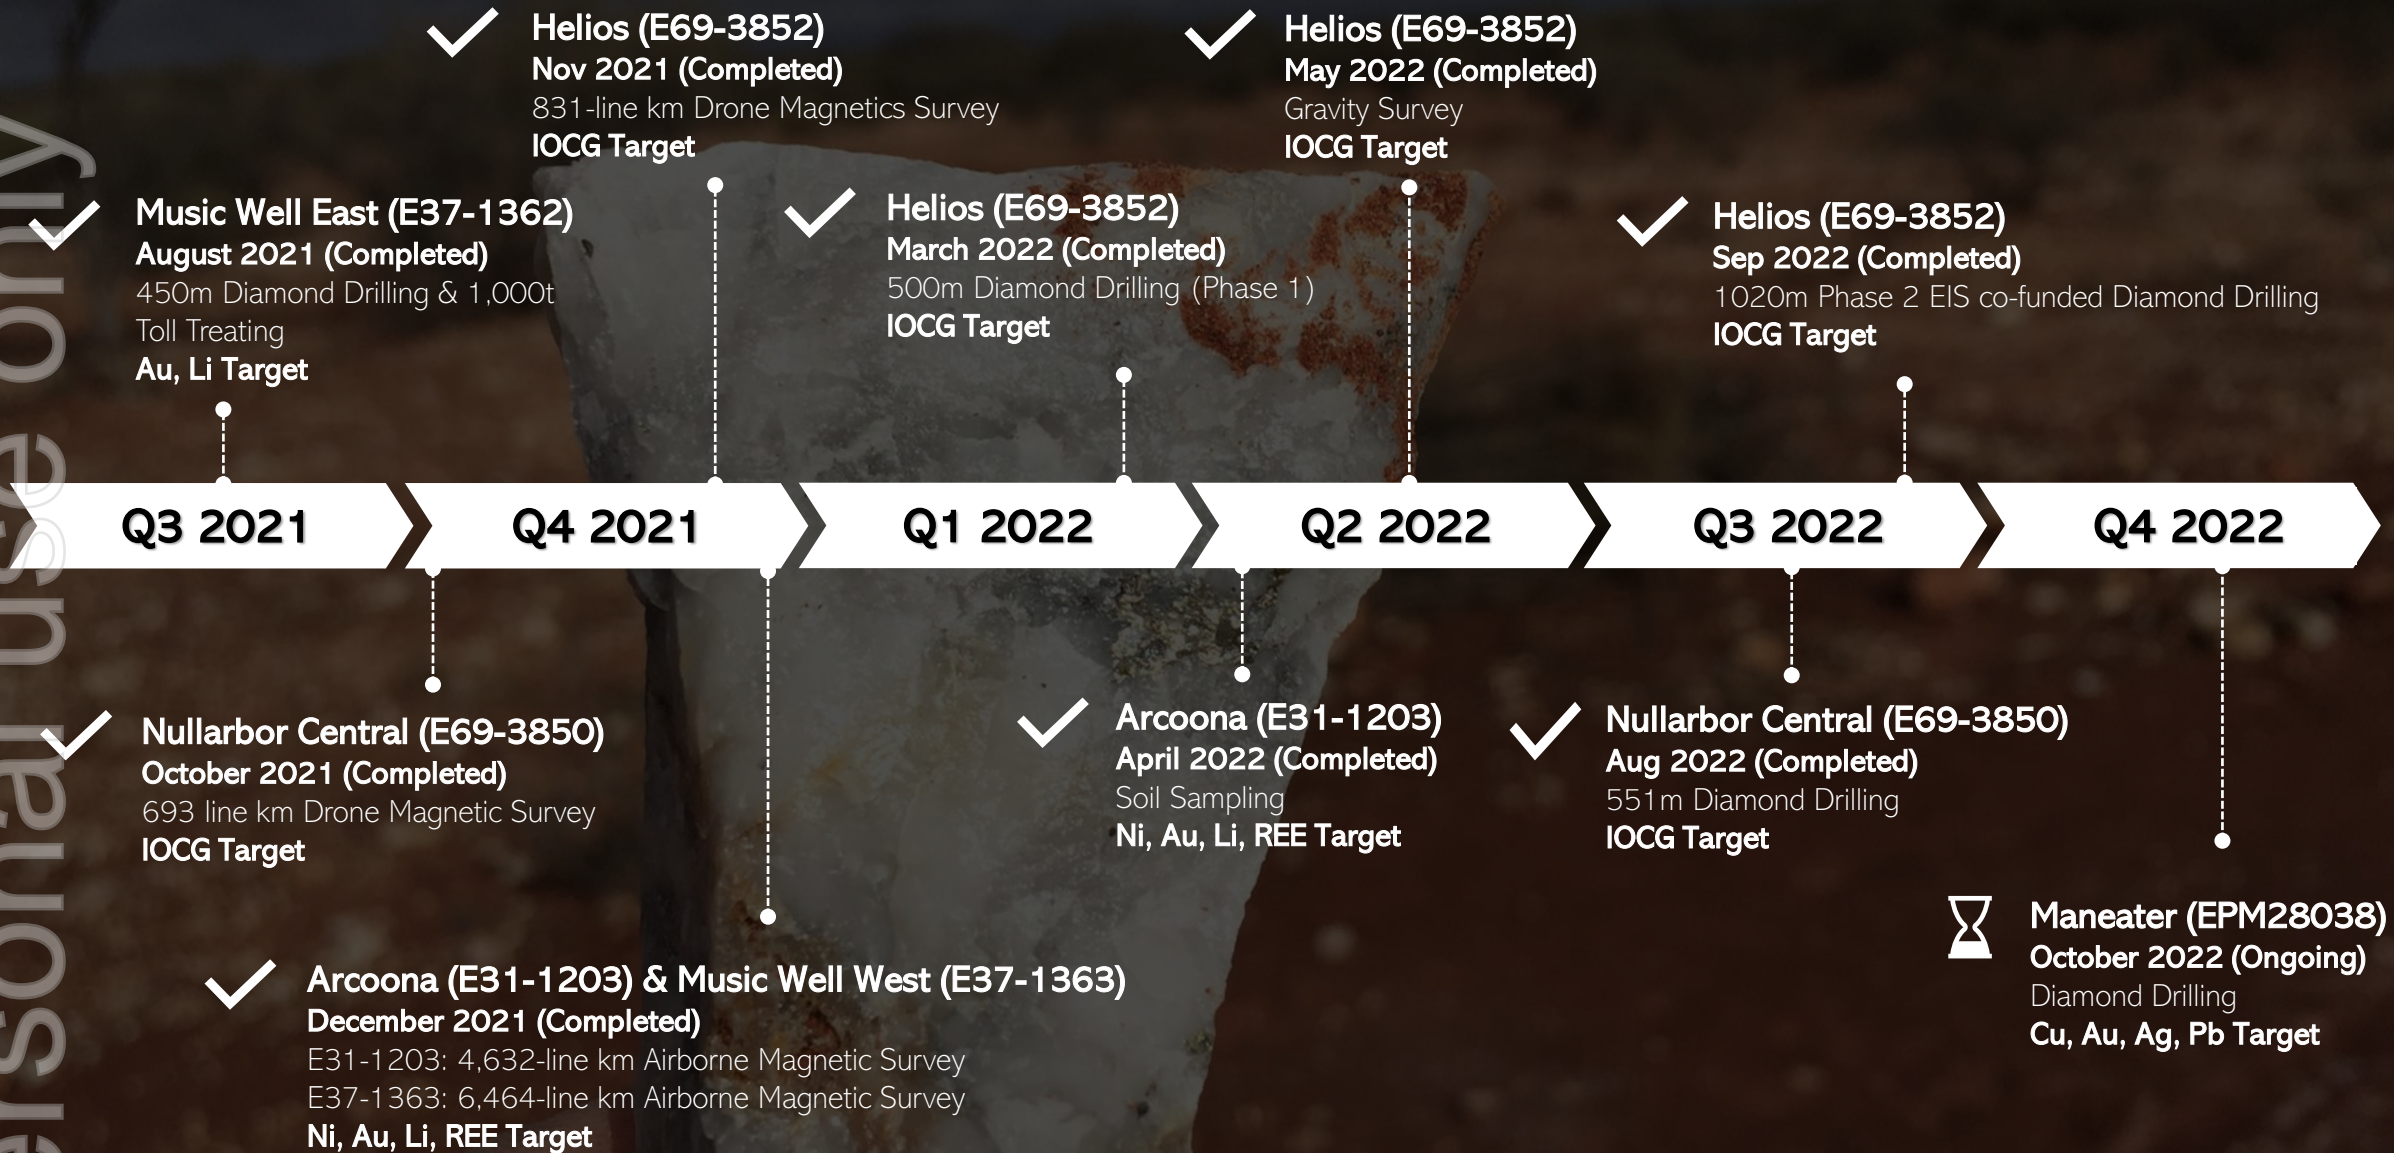 Helios (E69-3852)
Nov 2021 (Completed)
831-line km Drone Magnetics Survey
IOCG Target
Helios (E69-3852)
May 2022 (Completed)
Gravity Survey
IOCG Target
Music Well East (E37-1362)
August 2021 (Completed)
450m Diamond Drilling & 1,000t
Toll Treating
Au, Li Target
Helios (E69-3852)
March 2022 (Completed)
500m Diamond Drilling (Phase 1)
IOCG Target
Helios (E69-3852)
Sep 2022 (Completed)
1020m Phase 2 EIS co-funded Diamond Drilling
IOCG Target
Q3 2021
Q4 2021
Q1 2022
Q2 2022
Q3 2022
Q4 2022
Nullarbor Central (E69-3850)
October 2021 (Completed)
693 line km Drone Magnetic Survey
IOCG Target
Arcoona (E31-1203)
April 2022 (Completed)
Soil Sampling
Ni, Au, Li, REE Target
Nullarbor Central (E69-3850)
Aug 2022 (Completed)
551m Diamond Drilling
IOCG Target
Arcoona (E31-1203) & Music Well West (E37-1363)
December 2021 (Completed)
E31-1203: 4,632-line km Airborne Magnetic Survey
E37-1363: 6,464-line km Airborne Magnetic Survey
Ni, Au, Li, REE Target
Maneater (EPM28038)
October 2022 (Ongoing)
Diamond Drilling
Cu, Au, Ag, Pb Target
ersonal use only